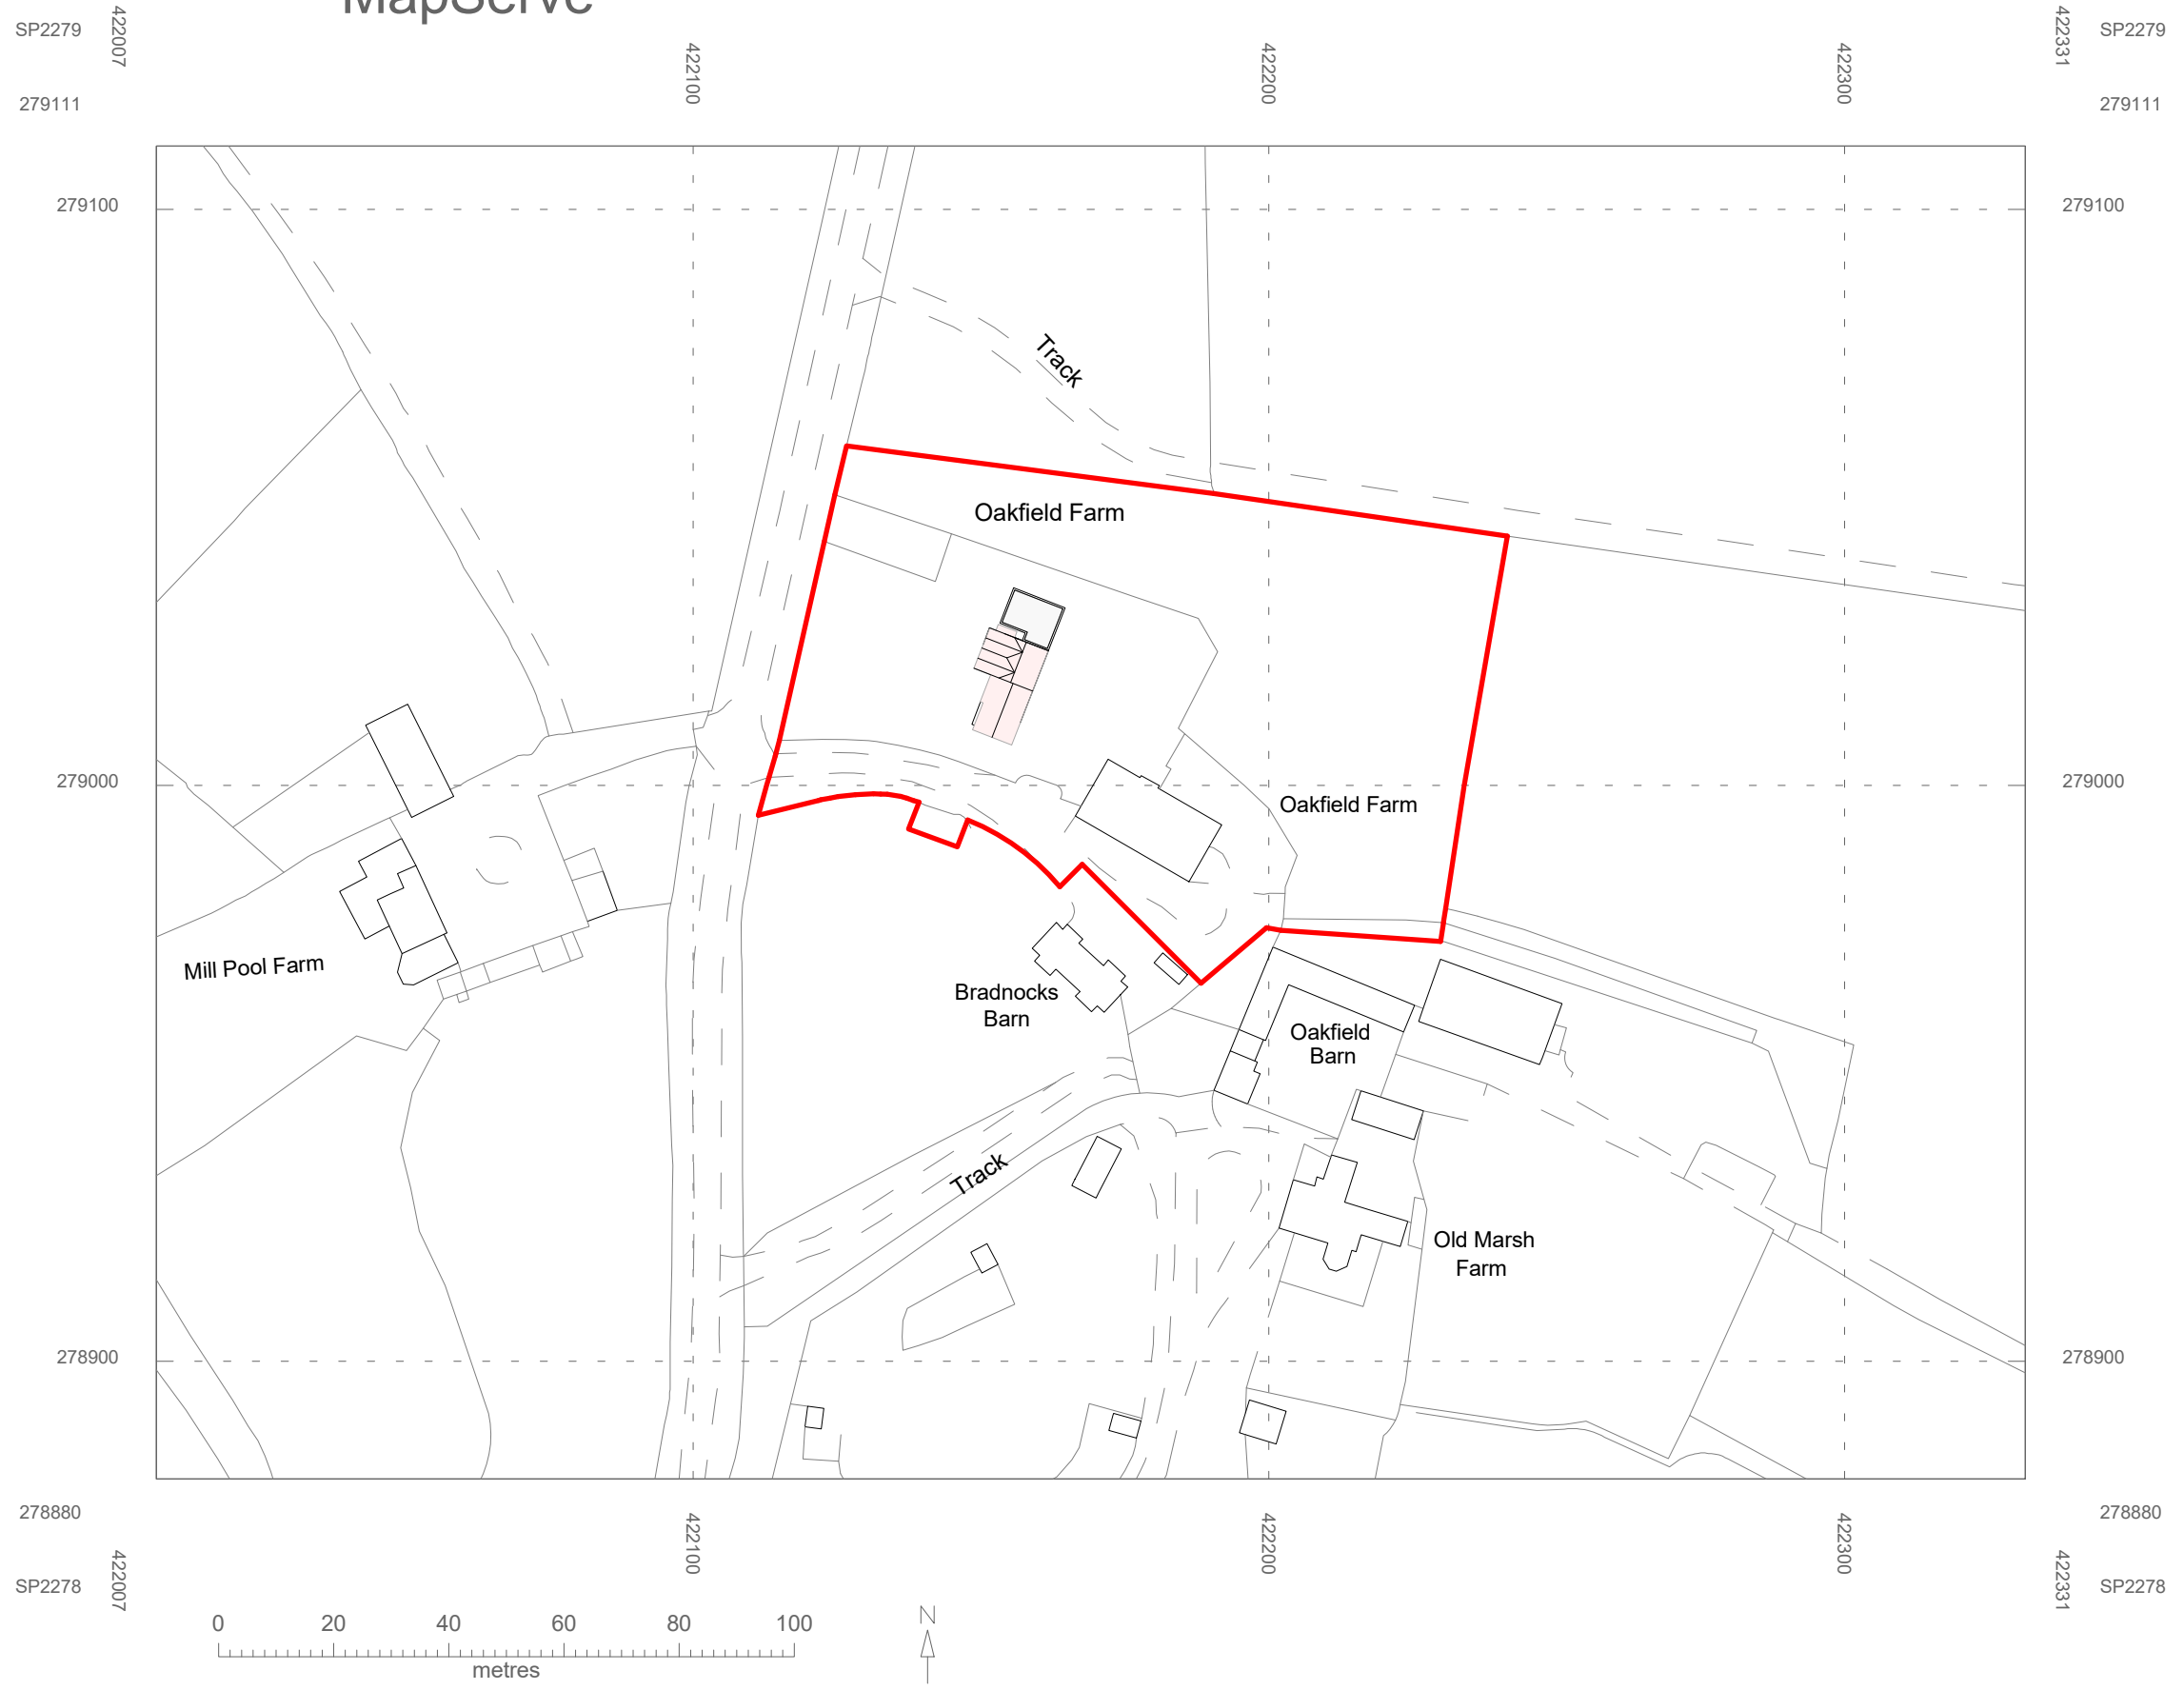 MapServe
SP2279
422007
422331
SP2279
422100
422200
422300
279111
279111
279100
279100
Track
Oakfield Farm
279000
279000
Oakfield Farm
Mill Pool Farm
Bradnocks
Barn
Oakfield
Barn
Track
Old Marsh
Farm
278900
278900
278880
278880
422100
422200
422300
SP2278
422007
422331
SP2278
0 20 40 60 80 100
metres
N